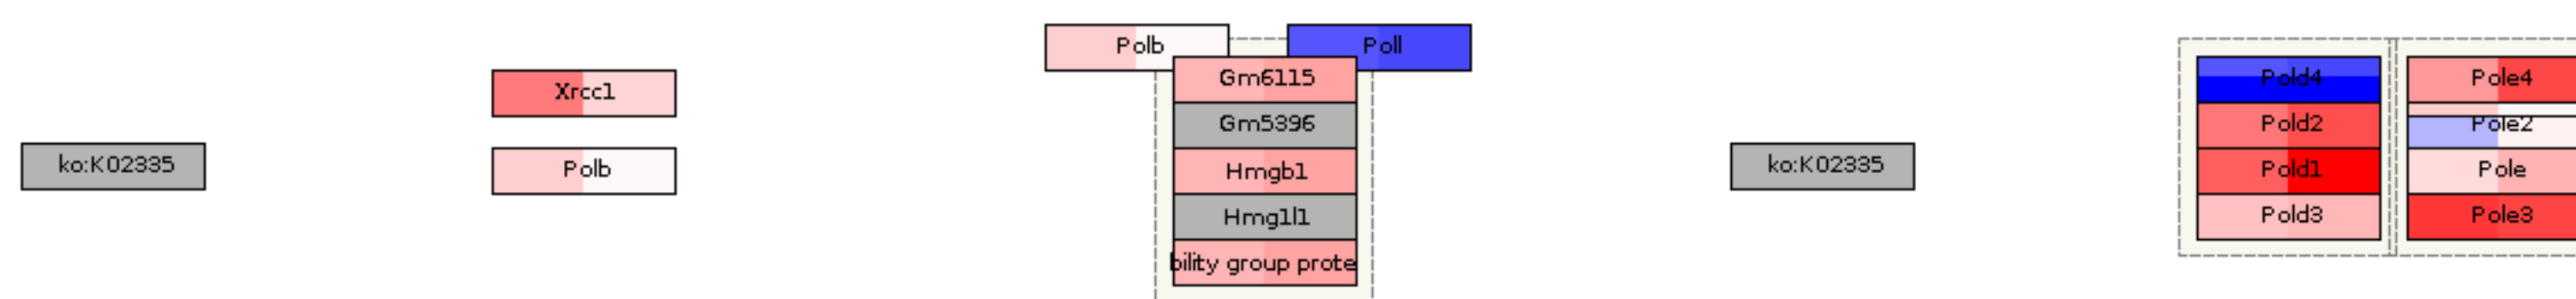 ko:K02335
Xrcc1
Polb
Polb
Poll
Gm6115
Gm5396
Hmgb1
Hmg1l1
bility group prote
ko:K02335
Pold4
Pold2
Pold1
Pold3
Pole4
Pole2
Pole
Pole3